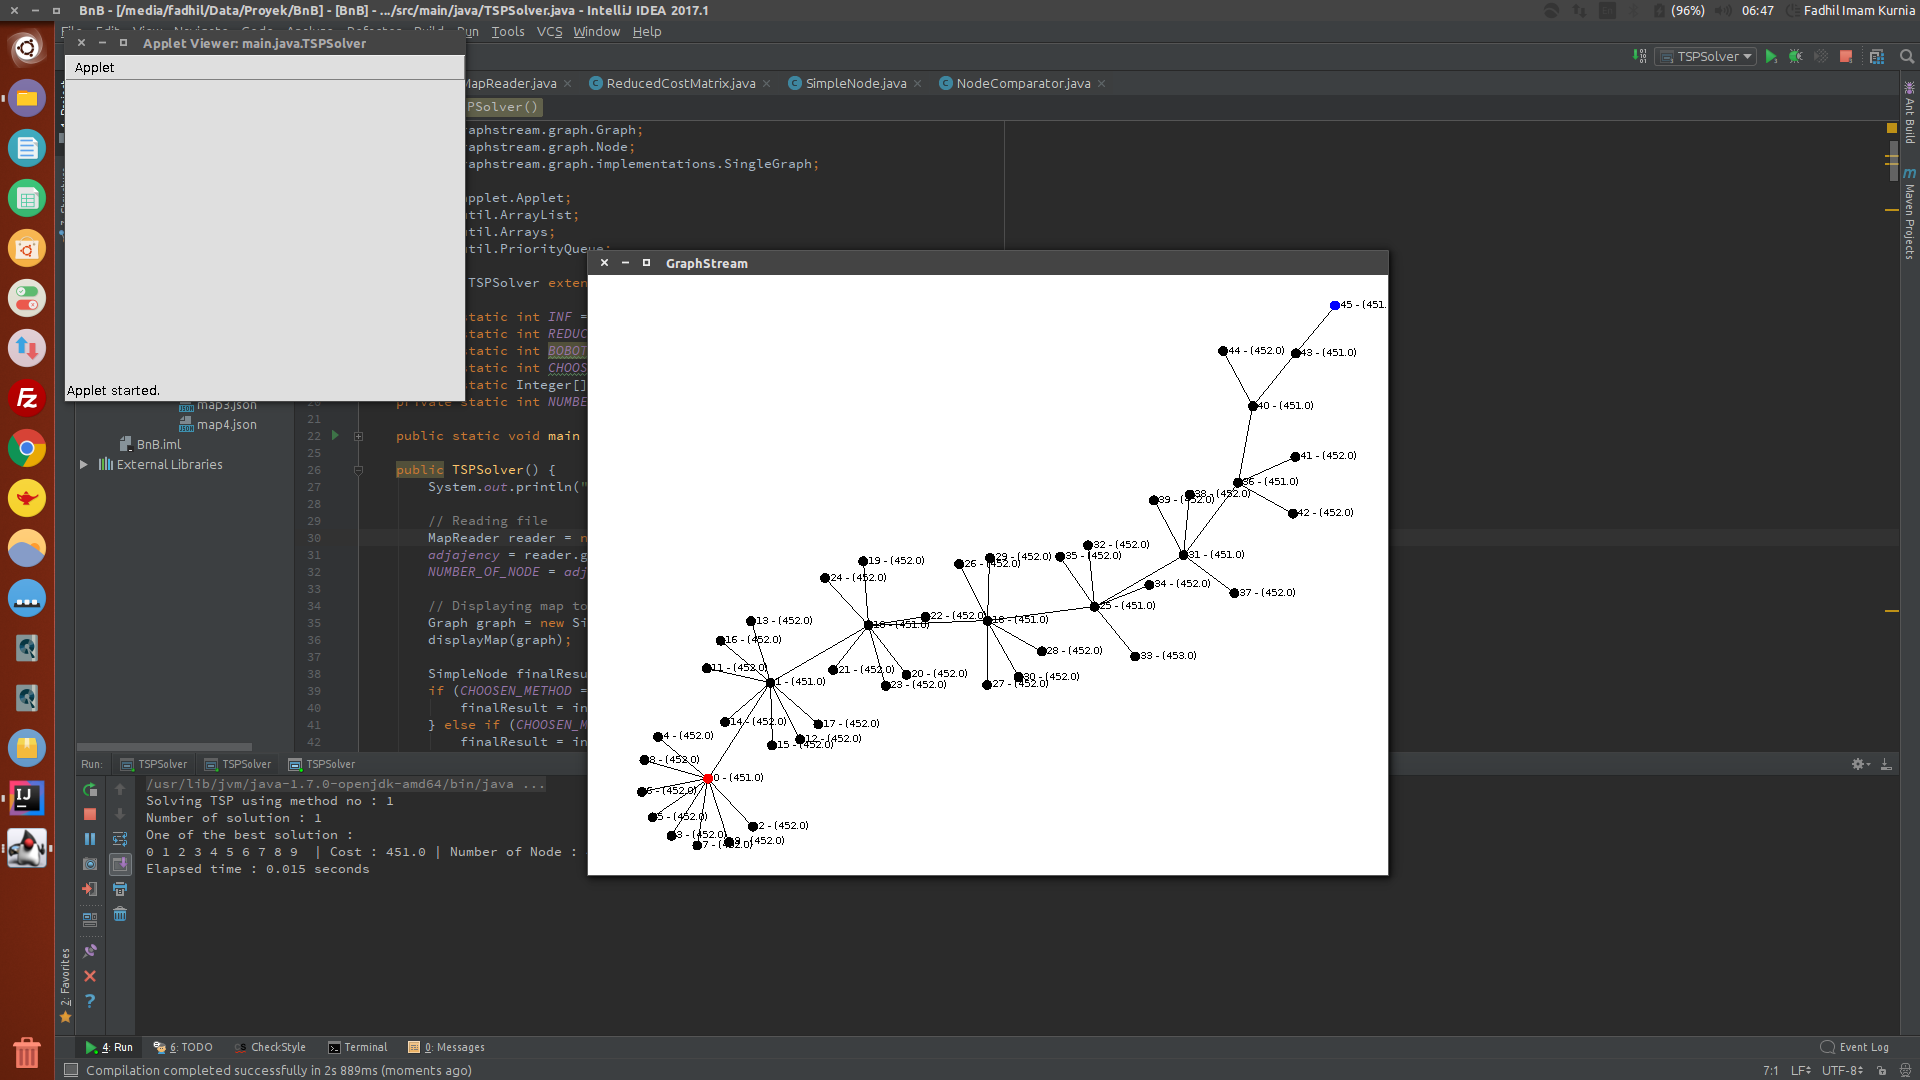 BnB - [/media/fadhil/Data/Proyek/BnB] - [BnB] - .../src/main/java/TSPSolver.java - IntelliJ IDEA 2017.1
(96%) 06:47 Fadhil Imam Kurnia
Tools VCS Window Help
Applet Viewer: main.java.TSPSolver
Applet
Applet started.
TSPSolver
MapReader.java ReducedCostMatrix.java SimpleNode.java NodeComparator.java
PSolver()
raphstream.graph.Graph;
raphstream.graph.Node;
raphstream.graph.implementations.SingleGraph;
applet.Applet;
util.ArrayList;
util.Arrays;
util.PriorityQueue;
TSPSolver exten
static int INF =
static int REDUC
static int BOBOT
static int CHOOS
static Integer[]
private static int NUMBE
map3.json
map4.json
BnB.iml
External Libraries
21
22 public static void main
25
26 public TSPSolver() {
27 System.out.println("
28
29 // Reading file
30 MapReader reader = n
31 adjajency = reader.g
32 NUMBER_OF_NODE = adj
33
34 // Displaying map to
35 Graph graph = new Si
36 displayMap(graph);
37
38 SimpleNode finalResu
39 if (CHOOSEN_METHOD =
40 finalResult = in
41 } else if (CHOOSEN_M
42 finalResult = in
GraphStream
45 - (451.
44 - (452.0)
43 - (451.0)
40 - (451.0)
41 - (452.0)
36 - (451.0)
38 - (452.0)
39 - (452.0)
42 - (452.0)
32 - (452.0)
35 - (452.0)
31 - (451.0)
29 - (452.0)
26 - (452.0)
19 - (452.0)
24 - (452.0)
34 - (452.0)
37 - (452.0)
25 - (451.0)
22 - (452.0)
18 - (451.0)
13 - (452.0)
16 - (452.0)
28 - (452.0)
33 - (453.0)
11 - (452.0)
21 - (452.0)
20 - (452.0)
30 - (452.0)
23 - (452.0)
27 - (452.0)
1 - (451.0)
14 - (452.0)
17 - (452.0)
12 - (452.0)
15 - (452.0)
4 - (452.0)
8 - (452.0)
0 - (451.0)
6 - (452.0)
5 - (452.0)
2 - (452.0)
3 - (452.0)
9 - (452.0)
7 - (452.0)
Ant Build
Maven Projects
Run: TSPSolver TSPSolver TSPSolver
/usr/lib/jvm/java-1.7.0-openjdk-amd64/bin/java ...
Solving TSP using method no : 1
Number of solution : 1
One of the best solution :
0 1 2 3 4 5 6 7 8 9 | Cost : 451.0 | Number of Node :
Elapsed time : 0.015 seconds
2: Favorites
4: Run 6: TODO CheckStyle Terminal 0: Messages Event Log
Compilation completed successfully in 2s 889ms (moments ago) 7:1 LF UTF-8